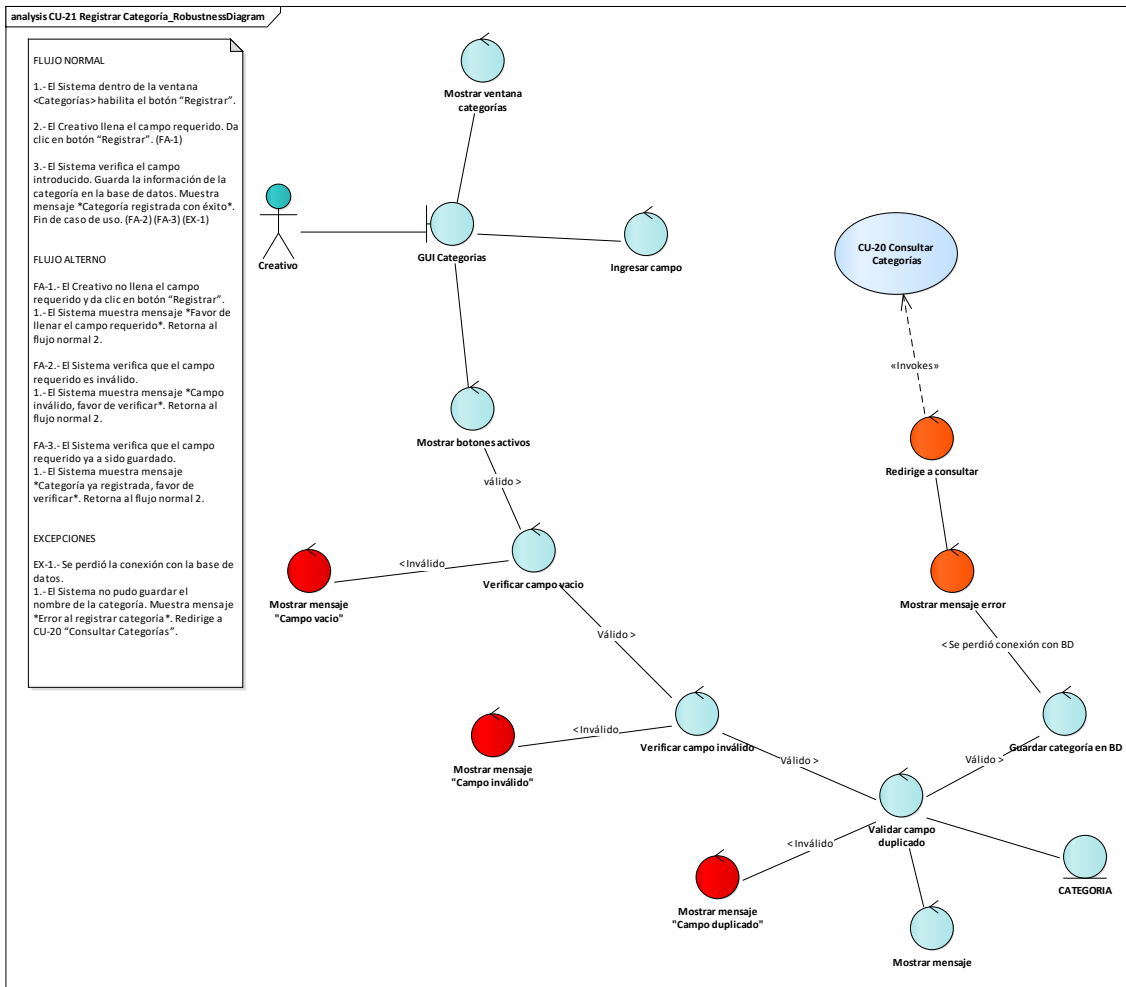 analysis CU-21 Registrar Categoría_RobustnessDiagram
FLUJO NORMAL
1.- El Sistema dentro de la ventana
<Categorías> habilita el botón “Registrar”.
2.- El Creativo llena el campo requerido. Da
clic en botón “Registrar”. (FA-1)
3.- El Sistema verifica el campo
introducido. Guarda la información de la
categoría en la base de datos. Muestra
mensaje *Categoría registrada con éxito*.
Fin de caso de uso. (FA-2) (FA-3) (EX-1)
FLUJO ALTERNO
FA-1.- El Creativo no llena el campo
requerido y da clic en botón “Registrar”.
1.- El Sistema muestra mensaje *Favor de
llenar el campo requerido*. Retorna al
flujo normal 2.
FA-2.- El Sistema verifica que el campo
requerido es inválido.
1.- El Sistema muestra mensaje *Campo
inválido, favor de verificar*. Retorna al
flujo normal 2.
FA-3.- El Sistema verifica que el campo
requerido ya a sido guardado.
1.- El Sistema muestra mensaje
*Categoría ya registrada, favor de
verificar*. Retorna al flujo normal 2.
EXCEPCIONES
EX-1.- Se perdió la conexión con la base de
datos.
1.- El Sistema no pudo guardar el
nombre de la categoría. Muestra mensaje
*Error al registrar categoría*. Redirige a
CU-20 “Consultar Categorías”.
Mostrar ventana
categorías
Creativo
GUI Categorias
Ingresar campo
CU-20 Consultar
Categorías
«Invokes»
Mostrar botones activos
Redirige a consultar
válido >
< Inválido
Verificar campo vacio
Mostrar mensaje
"Campo vacio"
Mostrar mensaje error
Válido >
< Se perdió conexión con BD
< Inválido
Verificar campo inválido
Guardar categoría en BD
Mostrar mensaje
"Campo inválido"
Válido >
Válido >
Validar campo
duplicado
< Inválido
CATEGORIA
Mostrar mensaje
"Campo duplicado"
Mostrar mensaje